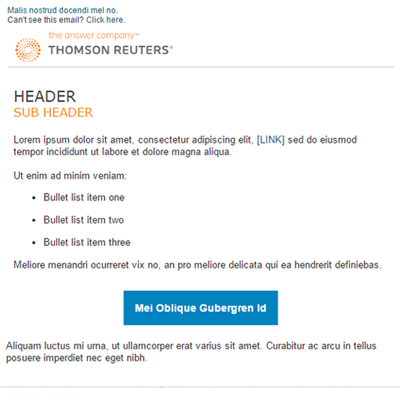 Malis nostrud docendi mel no.
Can't see this email? Click here.
the answer company™
THOMSON REUTERS®
HEADER
SUB HEADER
Lorem ipsum dolor sit amet, consectetur adipiscing elit, [LINK] sed do eiusmod
tempor incididunt ut labore et dolore magna aliqua.
Ut enim ad minim veniam:
• Bullet list item one
• Bullet list item two
• Bullet list item three
Meliore menandri ocurreret vix no, an pro meliore delicata qui ea hendrerit definiebas.
Mei Oblique Gubergren Id
Aliquam luctus mi urna, ut ullamcorper erat varius sit amet. Curabitur ac arcu in tellus
posuere imperdiet nec eget nibh.